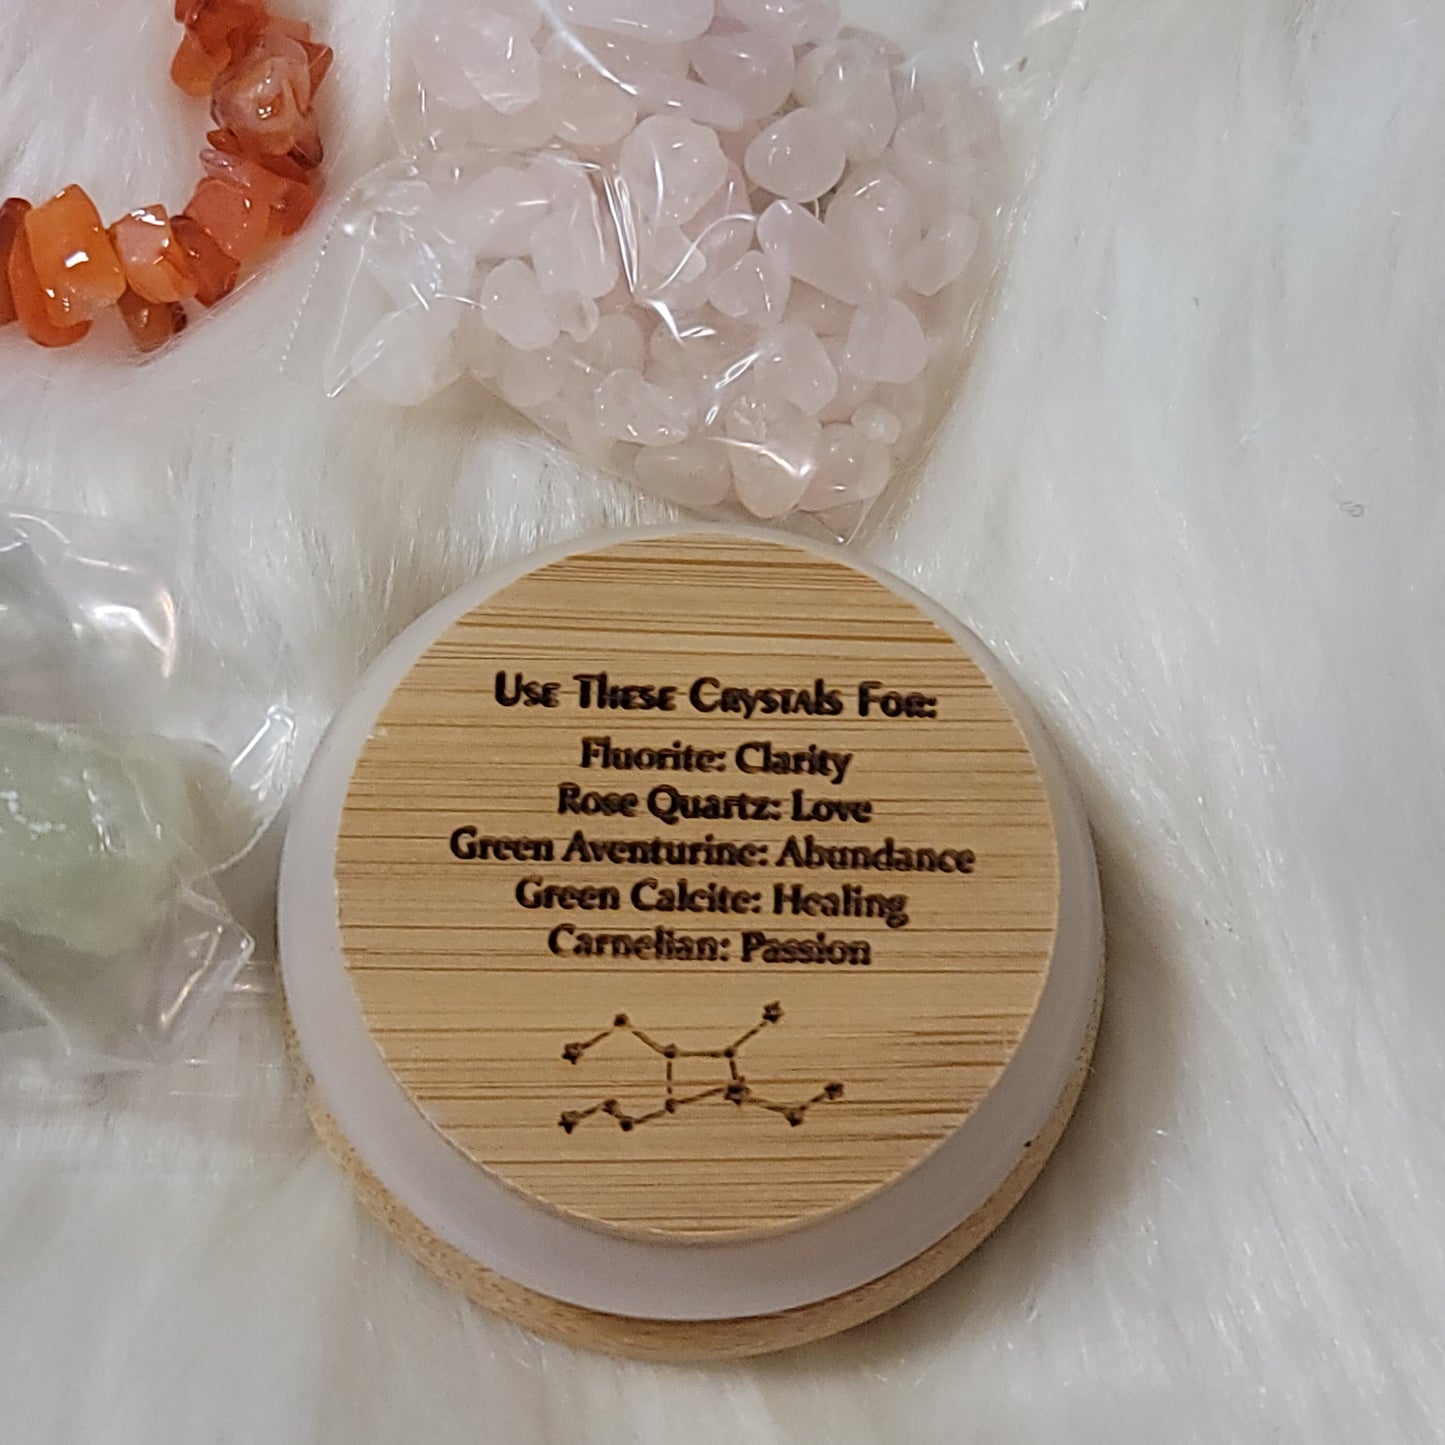 Use These Crystals For:
Fluorite: Clarity
Rose Quartz: Love
Green Aventurine: Abundance
Green Calcite: Healing
Carnelian: Passion